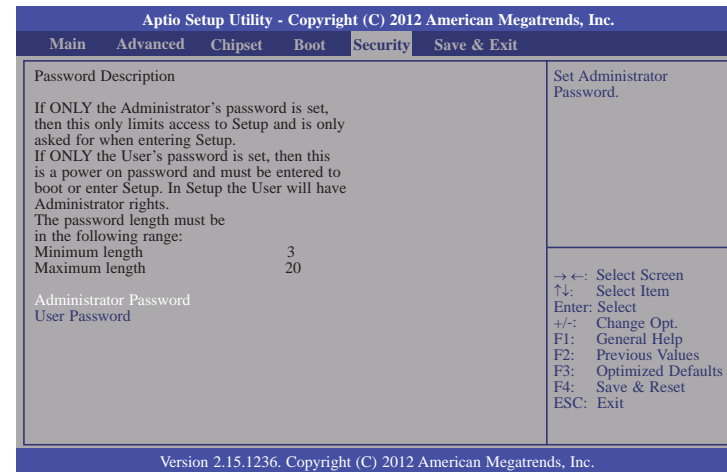 Aptio Setup Utility - Copyright (C) 2012 American Megatrends, Inc.
Main Advanced Chipset Boot Security Save & Exit
Password Description
If ONLY the Administrator's password is set,
then this only limits access to Setup and is only
asked for when entering Setup.
If ONLY the User's password is set, then this
is a power on password and must be entered to
boot or enter Setup. In Setup the User will have
Administrator rights.
The password length must be
in the following range:
Minimum length 3
Maximum length 20
Administrator Password
User Password
Set Administrator
Password.
→ ←: Select Screen
↑↓: Select Item
Enter: Select
+/-: Change Opt.
F1: General Help
F2: Previous Values
F3: Optimized Defaults
F4: Save & Reset
ESC: Exit
Version 2.15.1236. Copyright (C) 2012 American Megatrends, Inc.